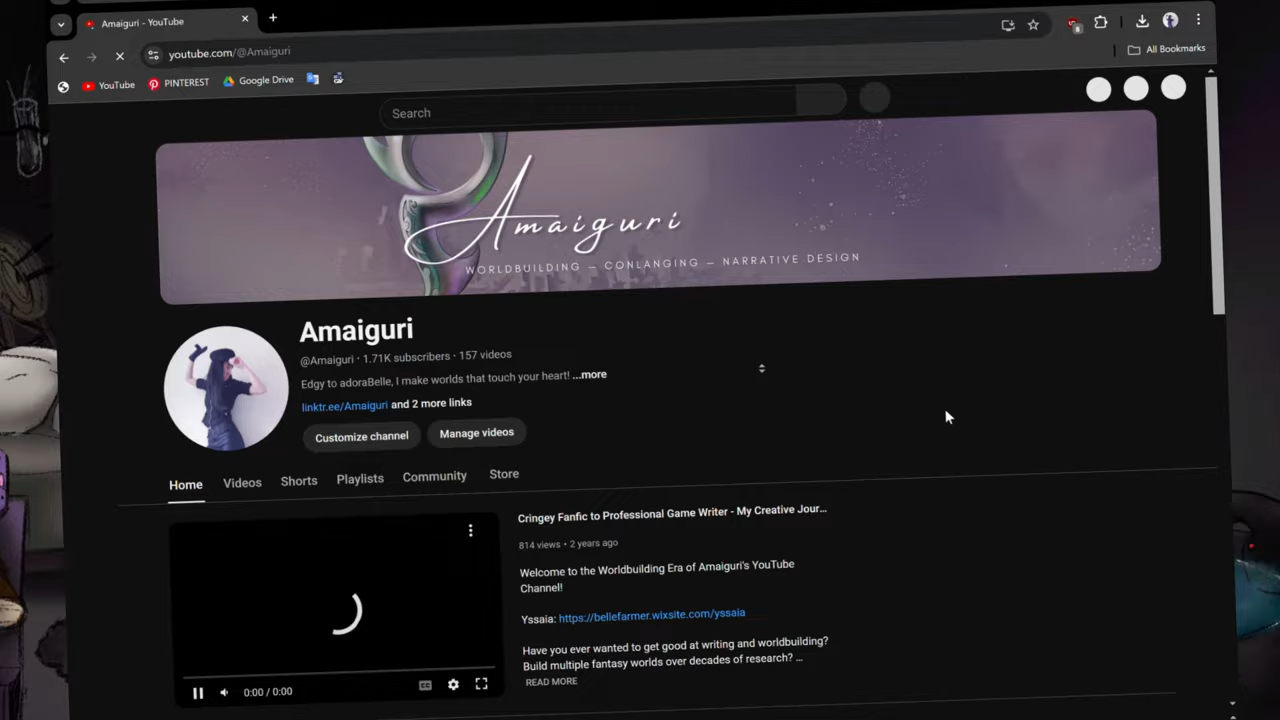 Amaiguri - YouTube
youtube.com/@Amaiguri
8
YouTube
PINTEREST
Google Drive
All Bookmarks
Search
Amaiguri
WORLDBUILDING — CONLANGING — NARRATIVE DESIGN
Amaiguri
@Amaiguri · 1.71K subscribers · 157 videos
Edgy to adoraBelle, I make worlds that touch your heart! ...more
linktr.ee/Amaiguri and 2 more links
Customize channel
Manage videos
Home
Videos
Shorts
Playlists
Community
Store
Cringey Fanfic to Professional Game Writer - My Creative Jour...
814 views • 2 years ago
Welcome to the Worldbuilding Era of Amaiguri's YouTube
Channel!
Yssaia: https://bellefarmer.wixsite.com/yssaia
Have you ever wanted to get good at writing and worldbuilding?
Build multiple fantasy worlds over decades of research? ...
READ MORE
0:00 / 0:00
CC